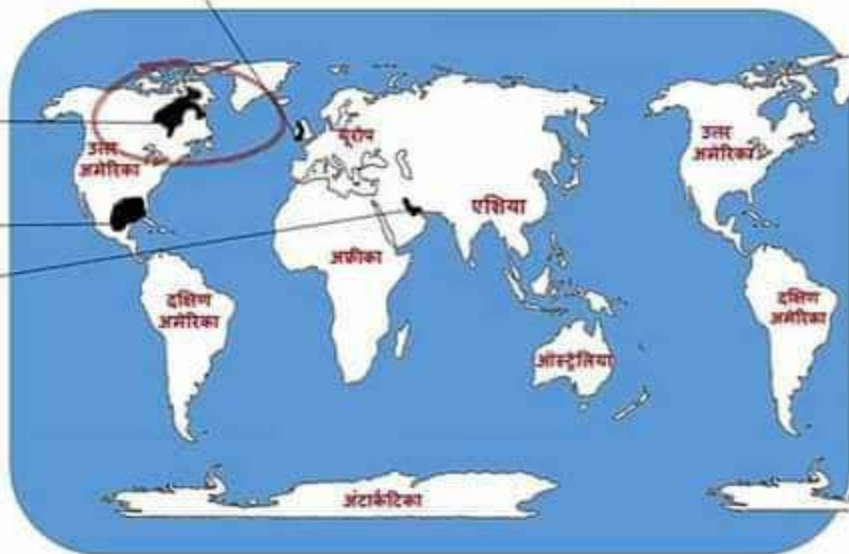 यूरोप
उत्तर
अमेरिका
उत्तर
अमेरिका
एशिया
अफ्रीका
दक्षिण
अमेरिका
दक्षिण
अमेरिका
ऑस्ट्रेलिया
अंटार्कटिका